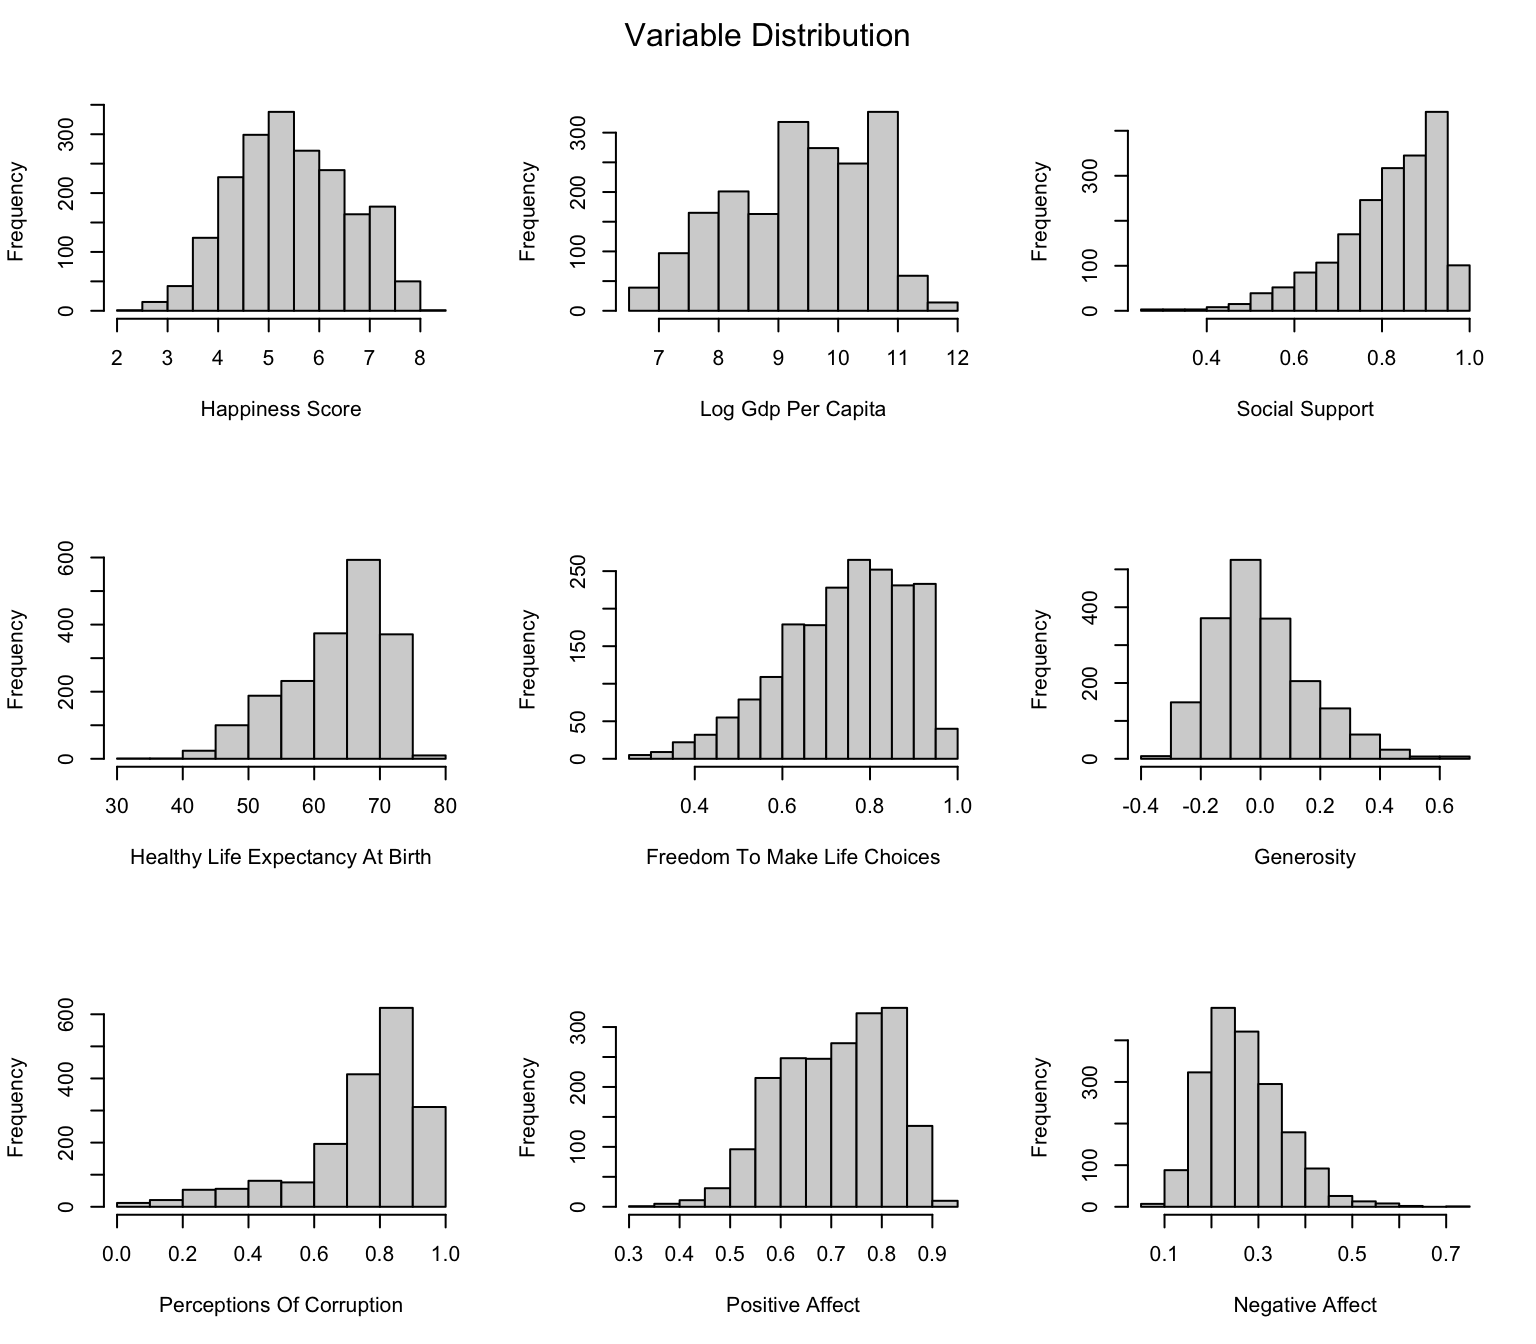 Variable Distribution
Frequency
0
100
200
300
2 3 4 5 6 7 8
Happiness Score
Frequency
0
100
200
300
7 8 9 10 11 12
Log Gdp Per Capita
Frequency
0
100
300
0.4 0.6 0.8 1.0
Social Support
Frequency
0
200
400
600
30 40 50 60 70 80
Healthy Life Expectancy At Birth
Frequency
0
50
150
250
0.4 0.6 0.8 1.0
Freedom To Make Life Choices
Frequency
0
200
400
-0.4 -0.2 0.0 0.2 0.4 0.6
Generosity
Frequency
0
200
400
600
0.0 0.2 0.4 0.6 0.8 1.0
Perceptions Of Corruption
Frequency
0
100
200
300
0.3 0.4 0.5 0.6 0.7 0.8 0.9
Positive Affect
Frequency
0
100
300
0.1 0.3 0.5 0.7
Negative Affect